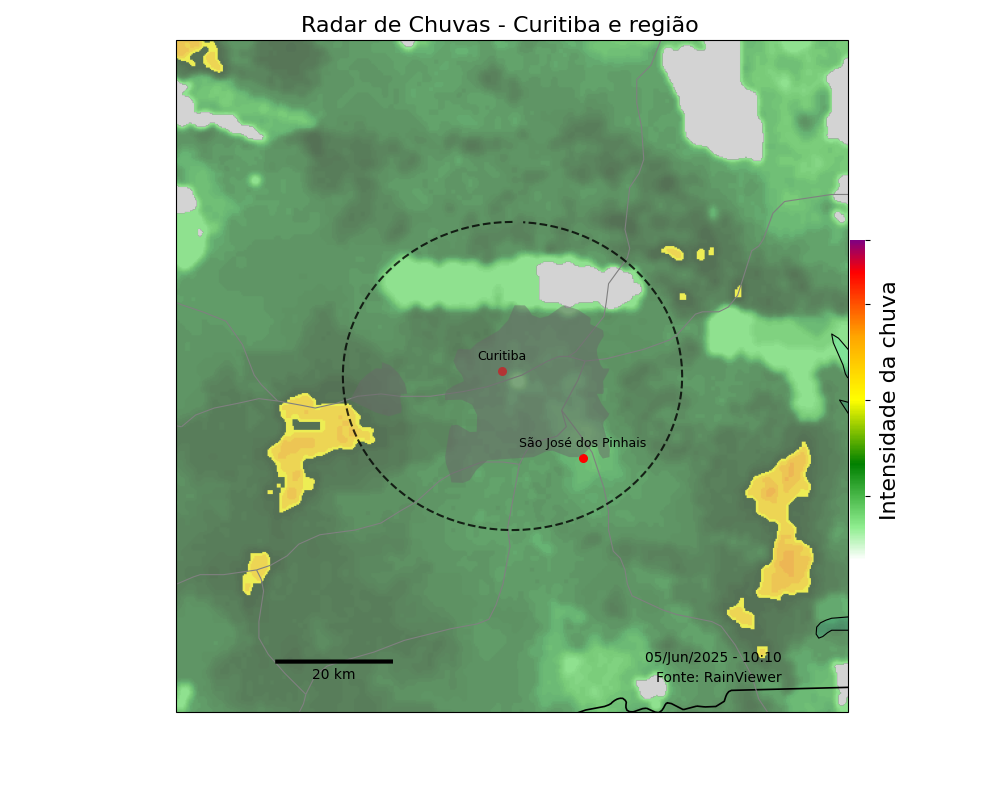 Radar de Chuvas - Curitiba e região
Curitiba
São José dos Pinhais
Intensidade da chuva
05/Jun/2025 - 10:10
Fonte: RainViewer
20 km